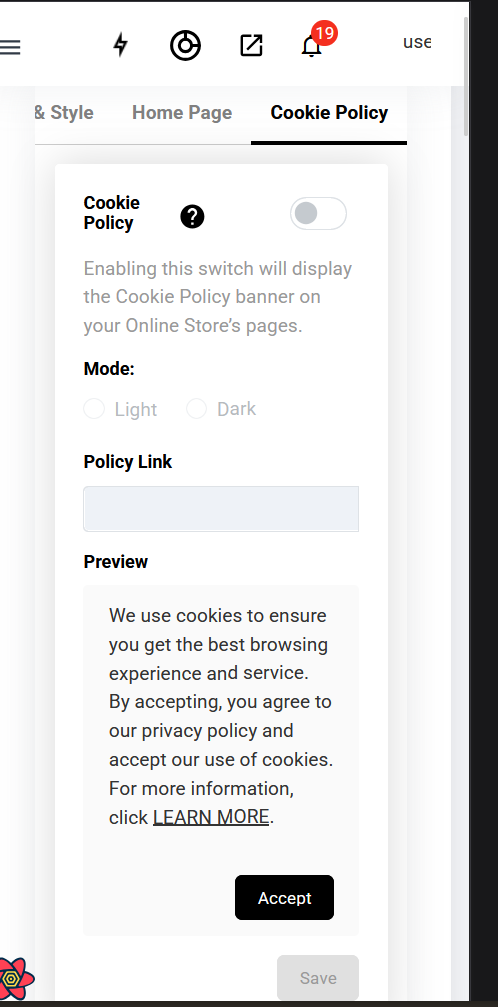 19
use
& Style Home Page Cookie Policy
Cookie
Policy
?
Enabling this switch will display
the Cookie Policy banner on
your Online Store’s pages.
Mode:
Light Dark
Policy Link
Preview
We use cookies to ensure
you get the best browsing
experience and service.
By accepting, you agree to
our privacy policy and
accept our use of cookies.
For more information,
click LEARN MORE.
Accept
Save